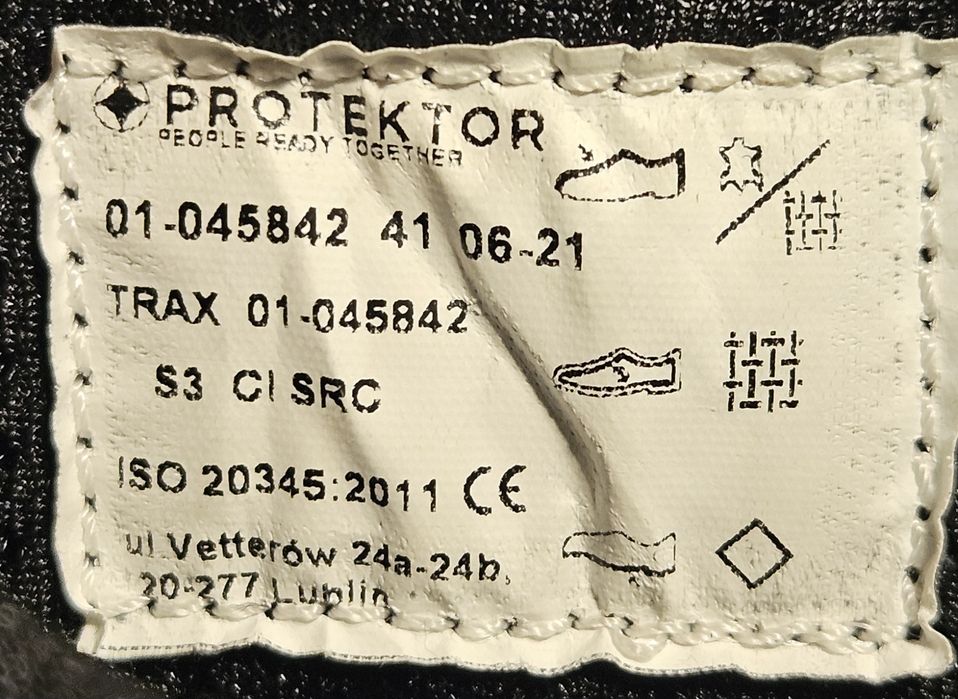 PROTEKTOR
PEOPLE READY TOGETHER
01-045842 41 06-21
TRAX 01-045842
S3 CI SRC
ISO 20345:2011 CE
ul Vetterów 24a-24b,
20-277 Lublin